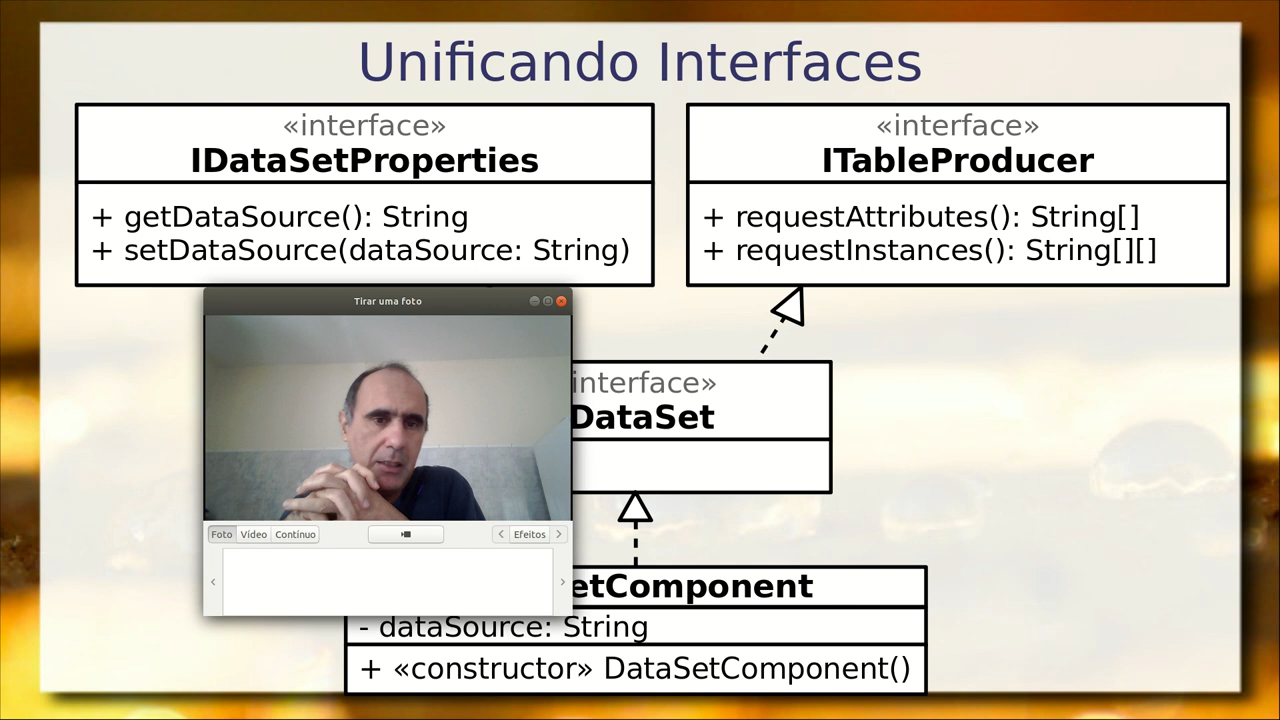 Unificando Interfaces
«interface»
IDataSetProperties
+ getDataSource(): String
+ setDataSource(dataSource: String)
«interface»
ITableProducer
+ requestAttributes(): String[]
+ requestInstances(): String[][]
Tirar uma foto
interface»
DataSet
Foto
Vídeo
Contínuo
Efeitos
etComponent
- dataSource: String
+ «constructor» DataSetComponent()